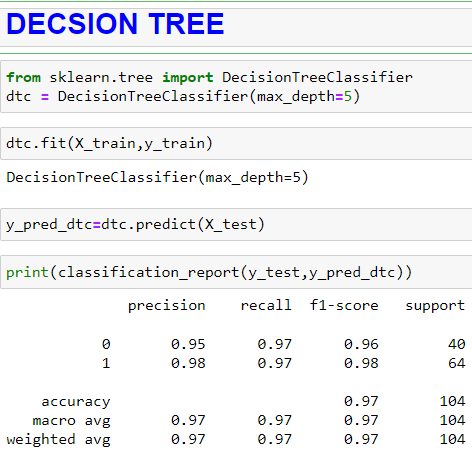 DECSION TREE
from sklearn.tree import DecisionTreeClassifier
dtc = DecisionTreeClassifier(max_depth=5)
dtc.fit(X_train,y_train)
DecisionTreeClassifier(max_depth=5)
y_pred_dtc=dtc.predict(X_test)
print(classification_report(y_test,y_pred_dtc))
precision recall f1-score support
0 0.95 0.97 0.96 40
1 0.98 0.97 0.98 64
accuracy 0.97 104
macro avg 0.97 0.97 0.97 104
weighted avg 0.97 0.97 0.97 104